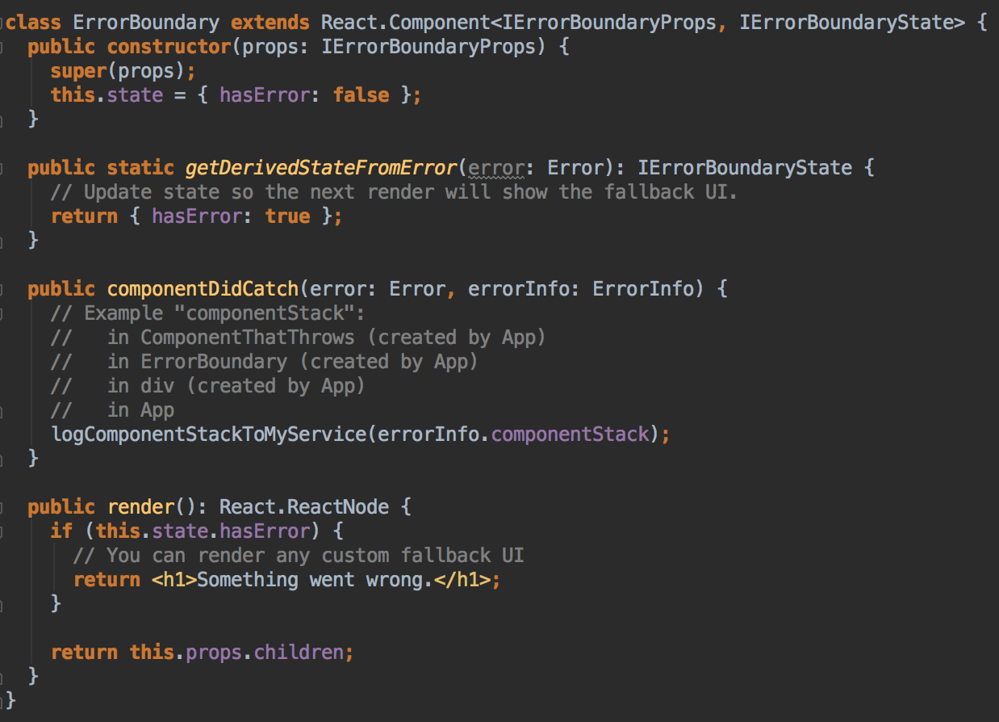 class ErrorBoundary extends React.Component<IErrorBoundaryProps, IErrorBoundaryState> {
  public constructor(props: IErrorBoundaryProps) {
    super(props);
    this.state = { hasError: false };
  }

  public static getDerivedStateFromError(error: Error): IErrorBoundaryState {
    // Update state so the next render will show the fallback UI.
    return { hasError: true };
  }

  public componentDidCatch(error: Error, errorInfo: ErrorInfo) {
    // Example "componentStack":
    //   in ComponentThatThrows (created by App)
    //   in ErrorBoundary (created by App)
    //   in div (created by App)
    //   in App
    logComponentStackToMyService(errorInfo.componentStack);
  }

  public render(): React.ReactNode {
    if (this.state.hasError) {
      // You can render any custom fallback UI
      return <h1>Something went wrong.</h1>;
    }

    return this.props.children;
  }
}